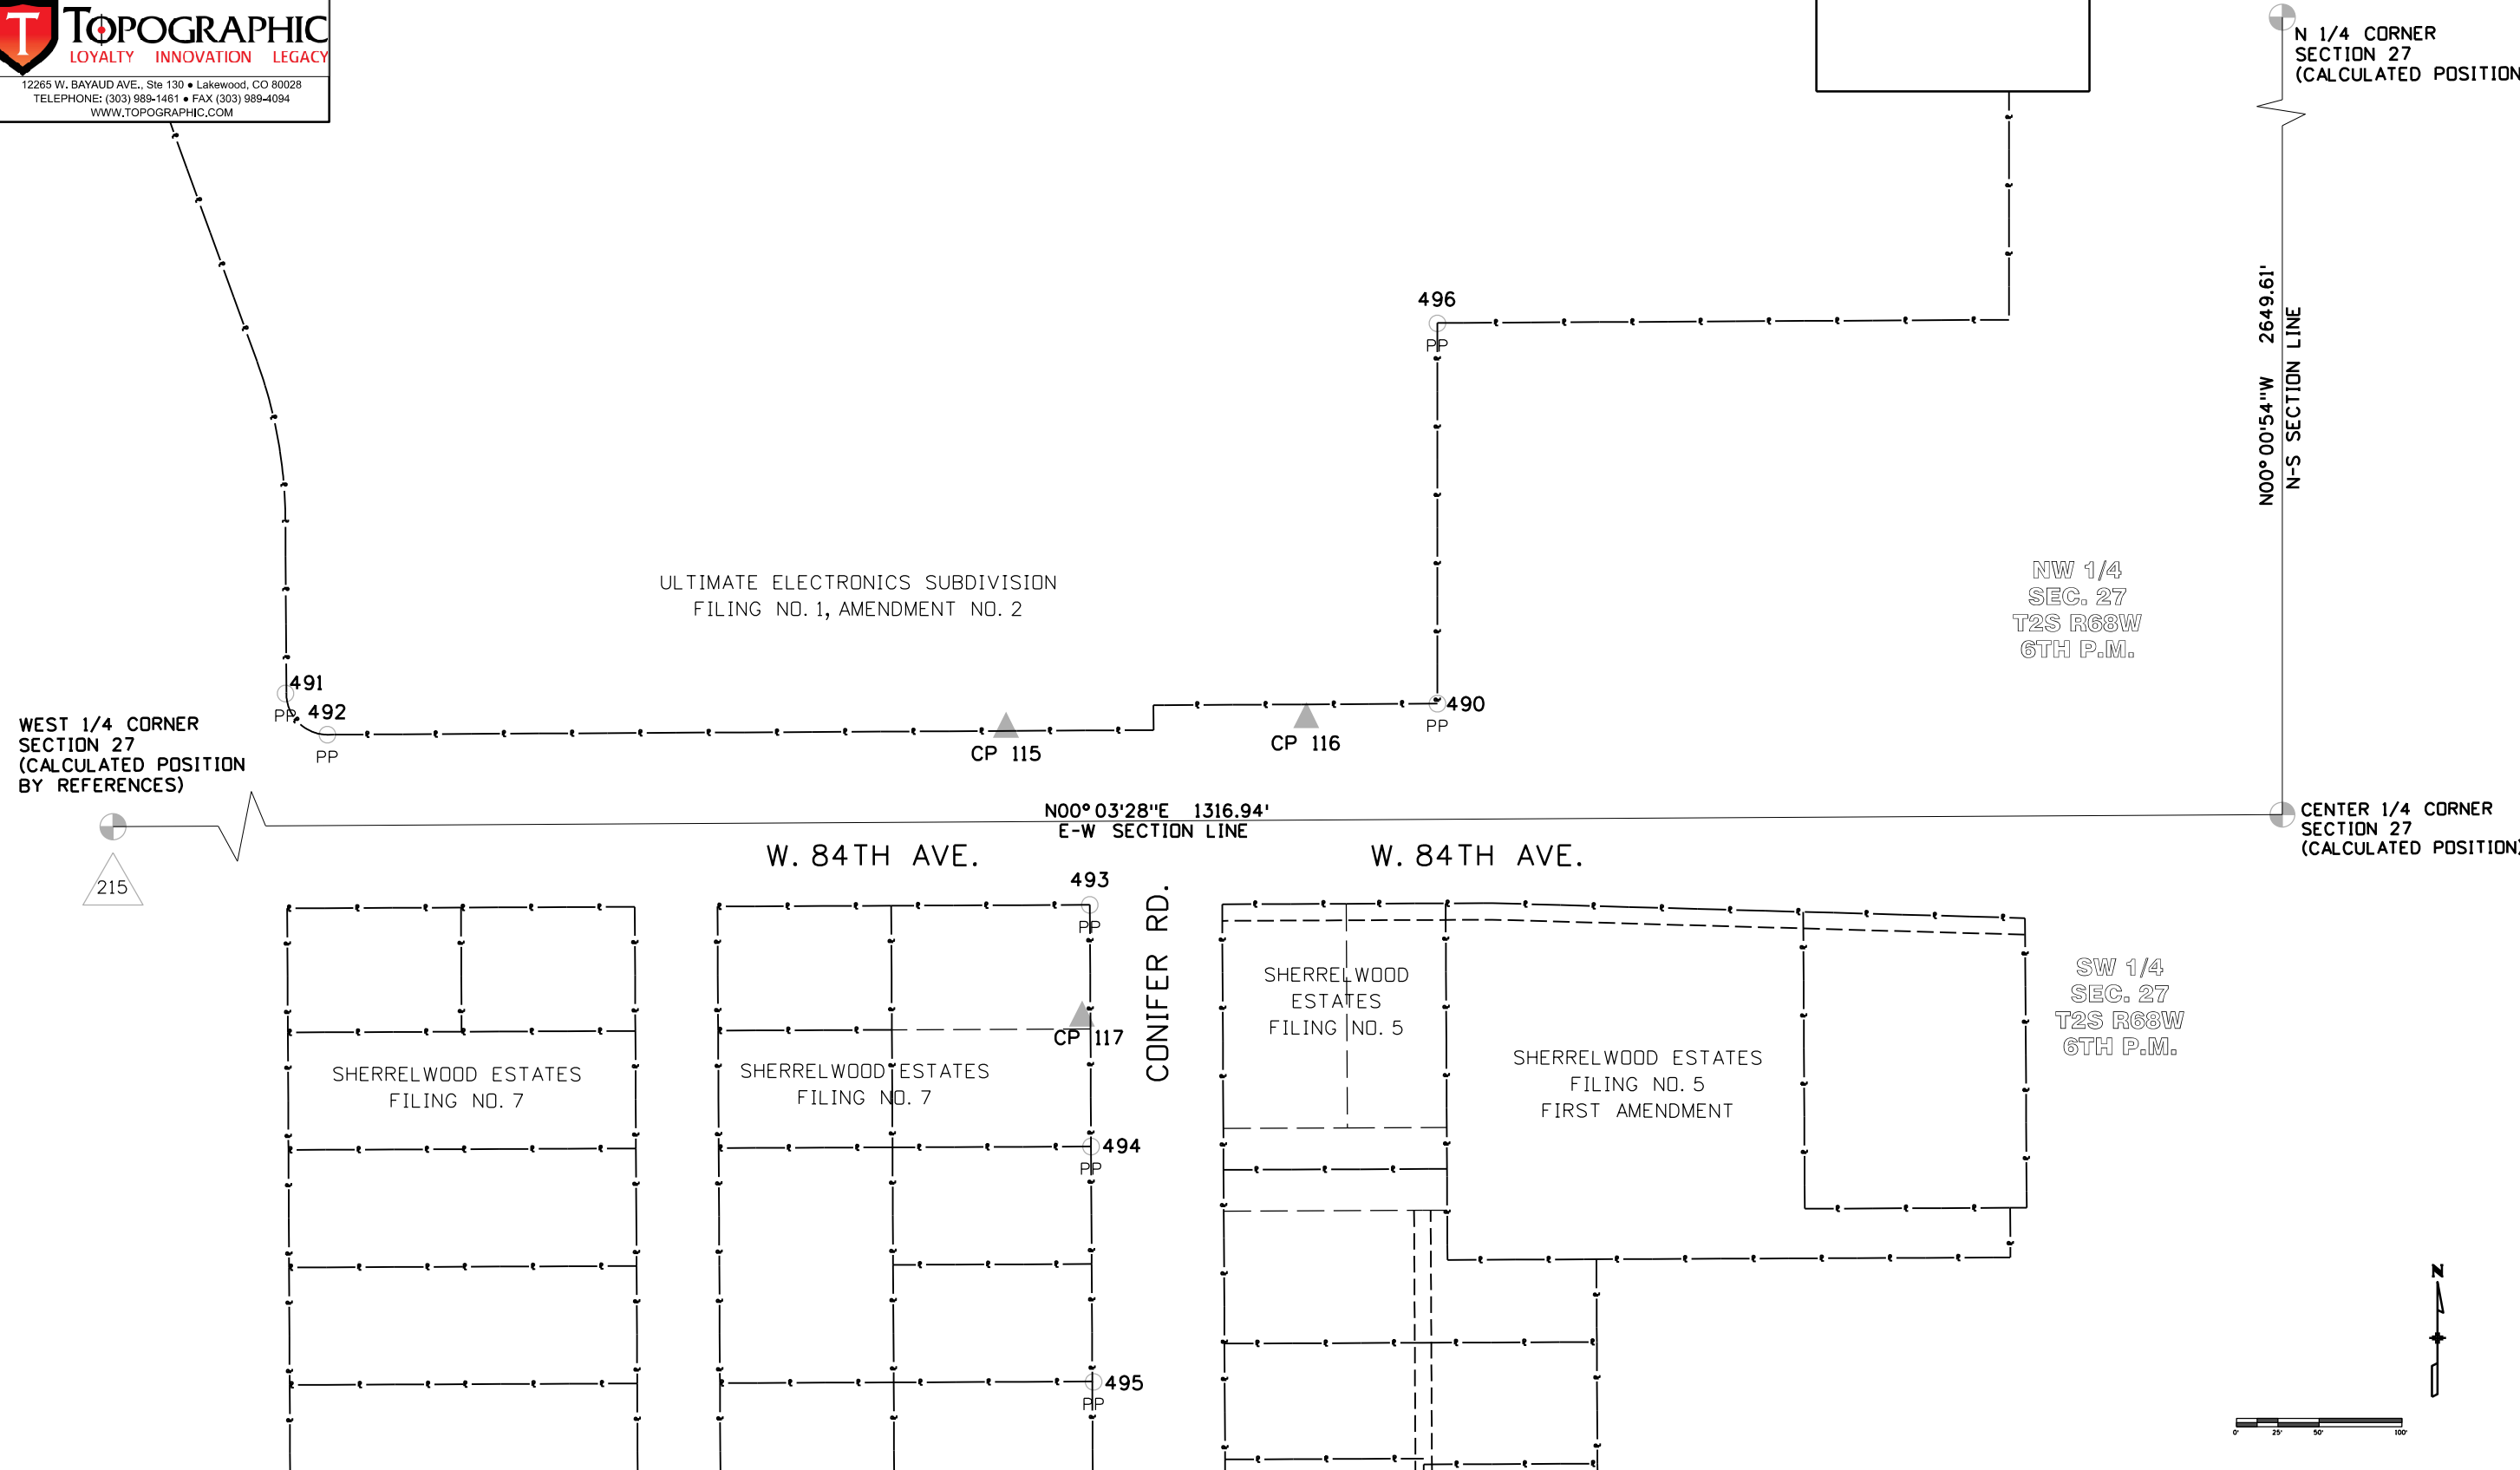 T TOPOGRAPHIC
LOYALTY INNOVATION LEGACY
12265 W. BAYAUD AVE., Ste 130 ● Lakewood, CO 80028
TELEPHONE: (303) 989-1461 ● FAX (303) 989-4094
WWW.TOPOGRAPHIC.COM
N 1/4 CORNER
SECTION 27
(CALCULATED POSITION
496
PP
N00°00'54"W 2649.61'
N-S SECTION LINE
ULTIMATE ELECTRONICS SUBDIVISION
FILING NO. 1, AMENDMENT NO. 2
NW 1/4
SEC. 27
T2S R68W
6TH P.M.
491
PP
492
PP
490
PP
CP 115
CP 116
WEST 1/4 CORNER
SECTION 27
(CALCULATED POSITION
BY REFERENCES)
215
N00°03'28"E 1316.94'
E-W SECTION LINE
CENTER 1/4 CORNER
SECTION 27
(CALCULATED POSITION)
W. 84TH AVE.
W. 84TH AVE.
493
PP
CONIFER RD.
CP 117
SHERRELWOOD
ESTATES
FILING NO. 5
SW 1/4
SEC. 27
T2S R68W
6TH P.M.
SHERRELWOOD ESTATES
FILING NO. 7
SHERRELWOOD ESTATES
FILING NO. 7
SHERRELWOOD ESTATES
FILING NO. 5
FIRST AMENDMENT
494
PP
495
PP
N
0' 25' 50' 100'